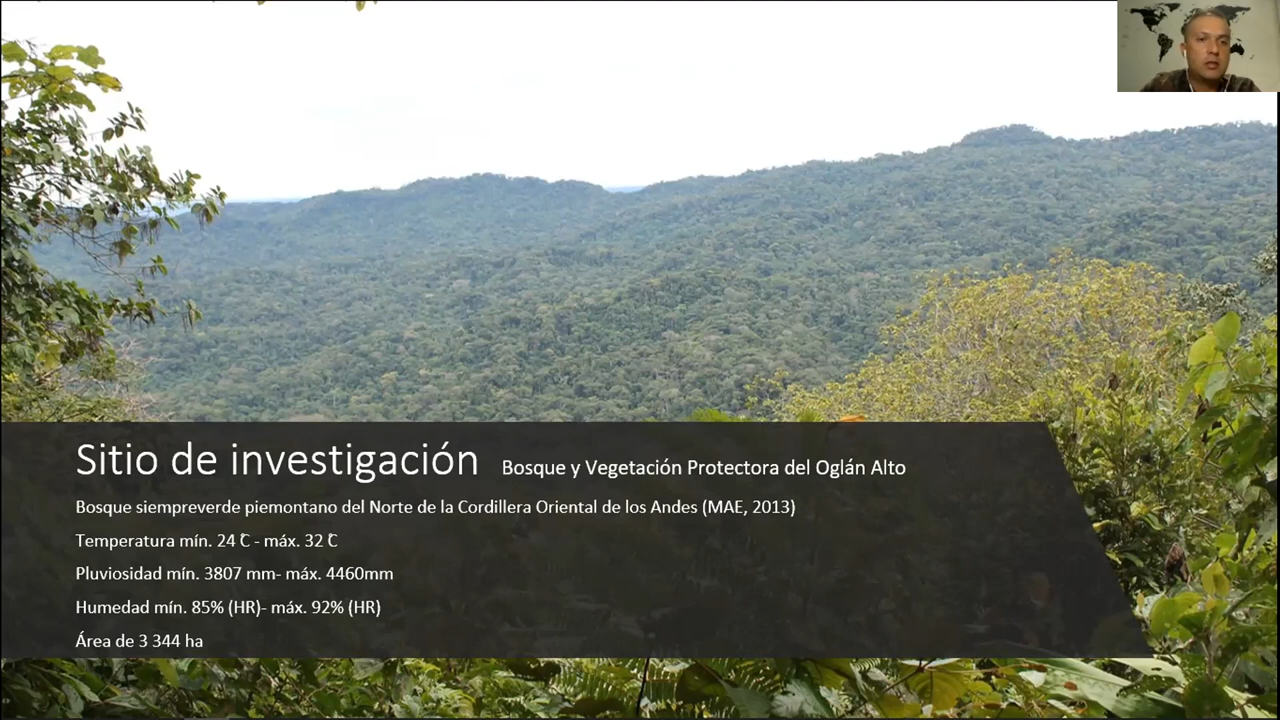 Sitio de investigación Bosque y Vegetación Protectora del Oglán Alto
Bosque siempreverde piemontano del Norte de la Cordillera Oriental de los Andes (MAE, 2013)
Temperatura mín. 24 ̊C - máx. 32 ̊C
Pluviosidad mín. 3807 mm- máx. 4460mm
Humedad mín. 85% (HR)- máx. 92% (HR)
Área de 3 344 ha